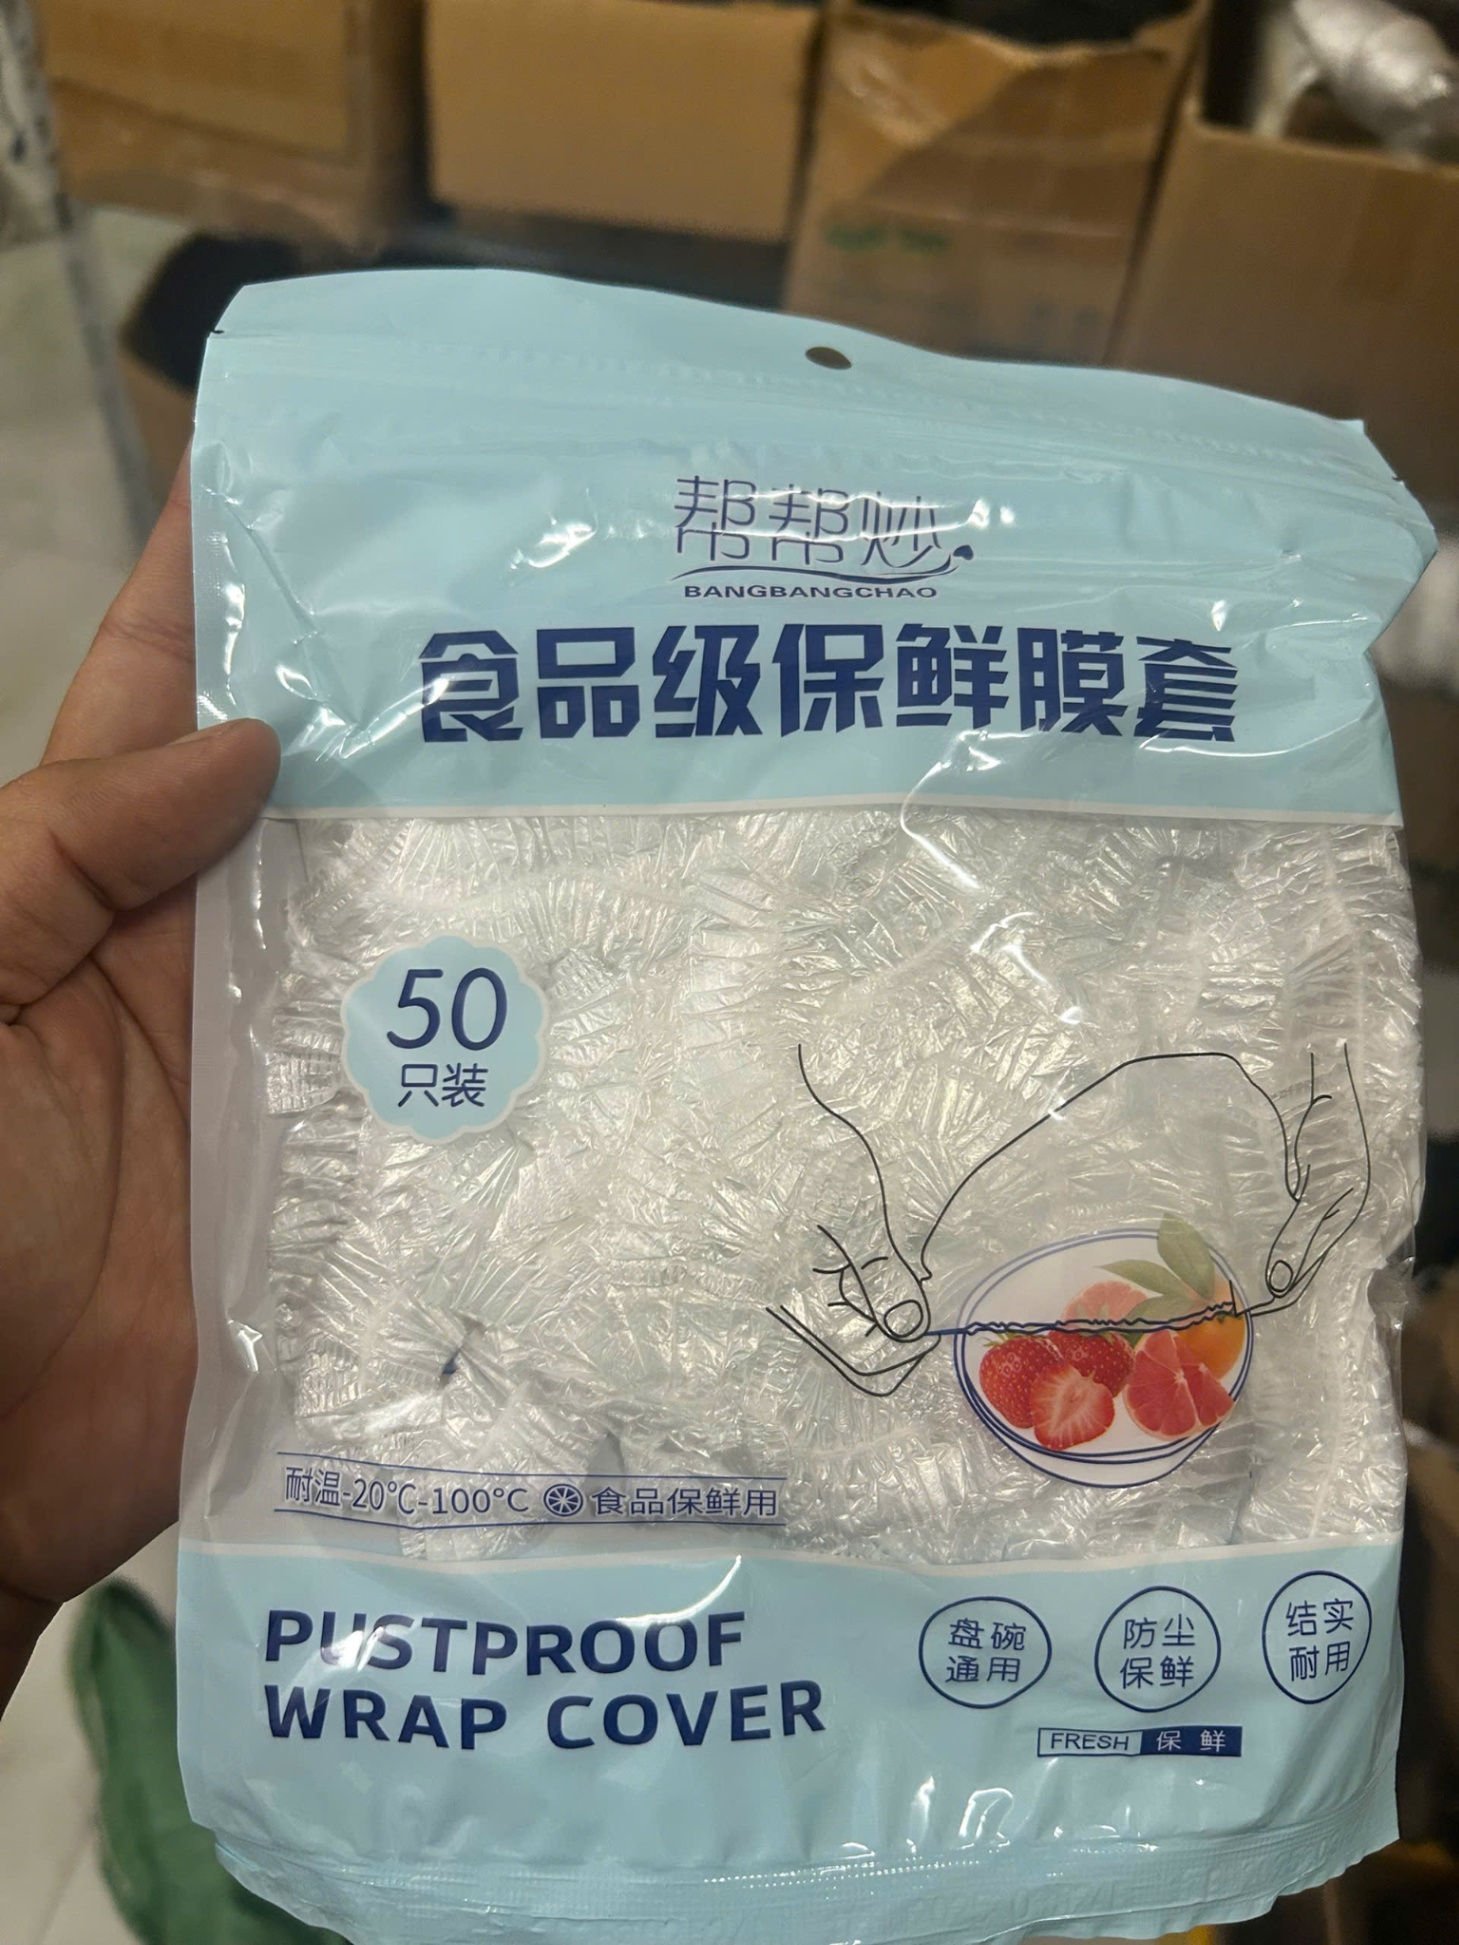 帮帮炒
BANGBANGCHAO
食品级保鲜膜套
50
只装
耐温-20℃-100℃ 食品保鲜用
PUSTPROOF
WRAP COVER
盘碗
通用
防尘
保鲜
结实
耐用
FRESH 保鲜